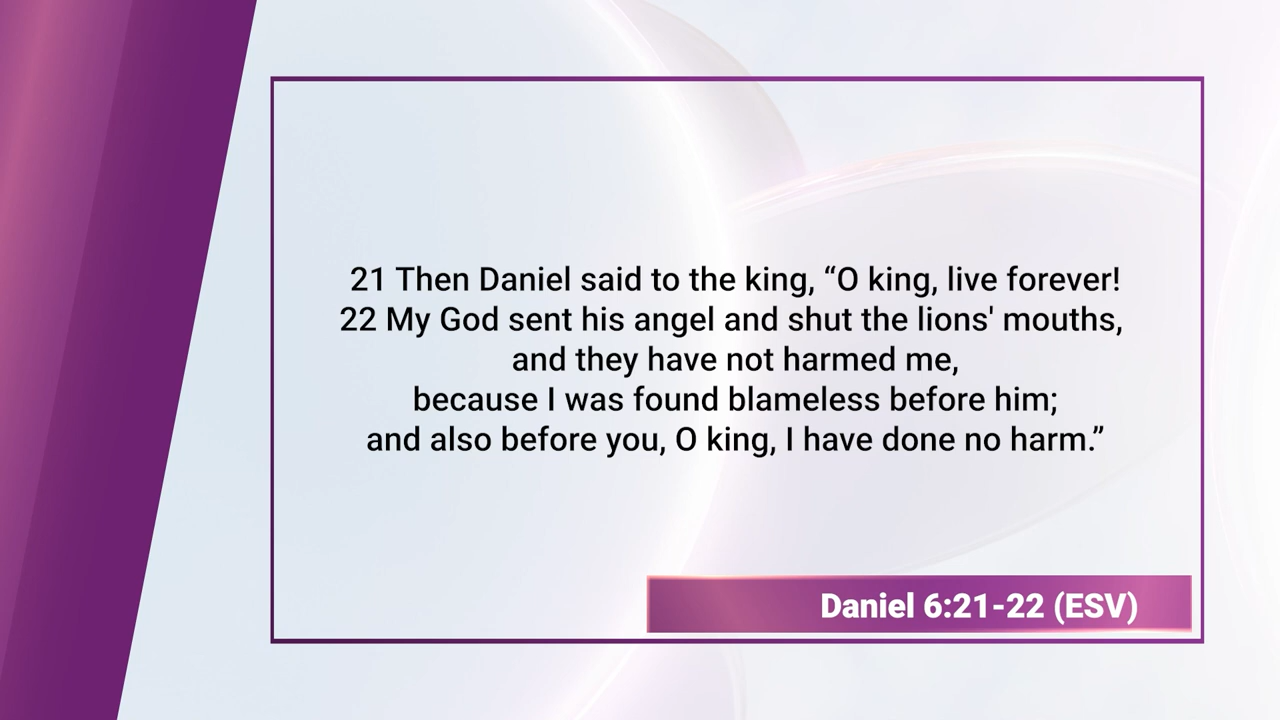 21 Then Daniel said to the king, “O king, live forever!
22 My God sent his angel and shut the lions' mouths,
and they have not harmed me,
because I was found blameless before him;
and also before you, O king, I have done no harm.”
Daniel 6:21-22 (ESV)